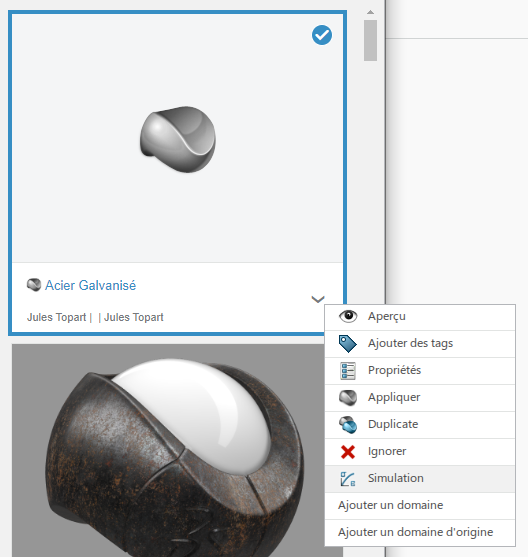 Acier Galvanisé
Jules Topart | | Jules Topart
Aperçu
Ajouter des tags
Propriétés
Appliquer
Duplicate
Ignorer
Simulation
Ajouter un domaine
Ajouter un domaine d'origine